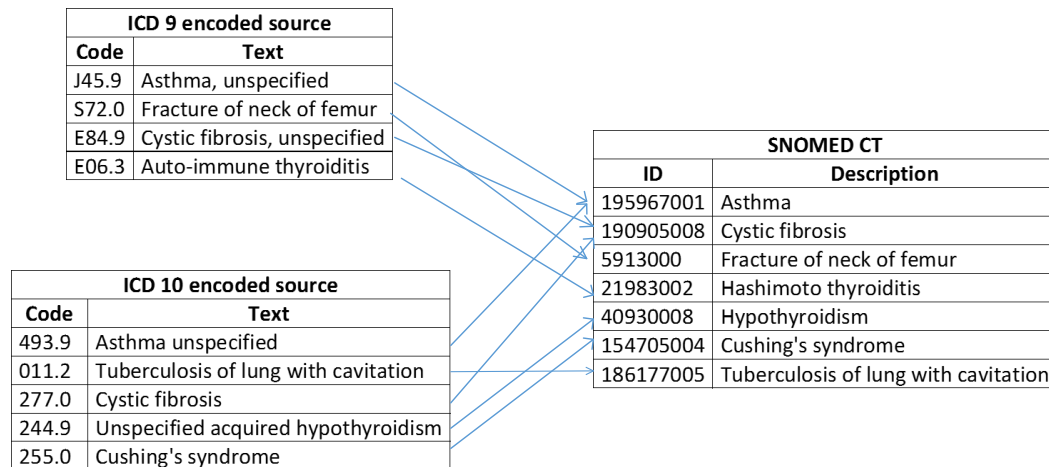 ICD 9 encoded source
Code Text
J45.9 Asthma, unspecified
S72.0 Fracture of neck of femur
E84.9 Cystic fibrosis, unspecified
E06.3 Auto-immune thyroiditis
SNOMED CT
ID Description
195967001 Asthma
190905008 Cystic fibrosis
5913000 Fracture of neck of femur
21983002 Hashimoto thyroiditis
40930008 Hypothyroidism
154705004 Cushing's syndrome
186177005 Tuberculosis of lung with cavitation
ICD 10 encoded source
Code Text
493.9 Asthma unspecified
011.2 Tuberculosis of lung with cavitation
277.0 Cystic fibrosis
244.9 Unspecified acquired hypothyroidism
255.0 Cushing's syndrome